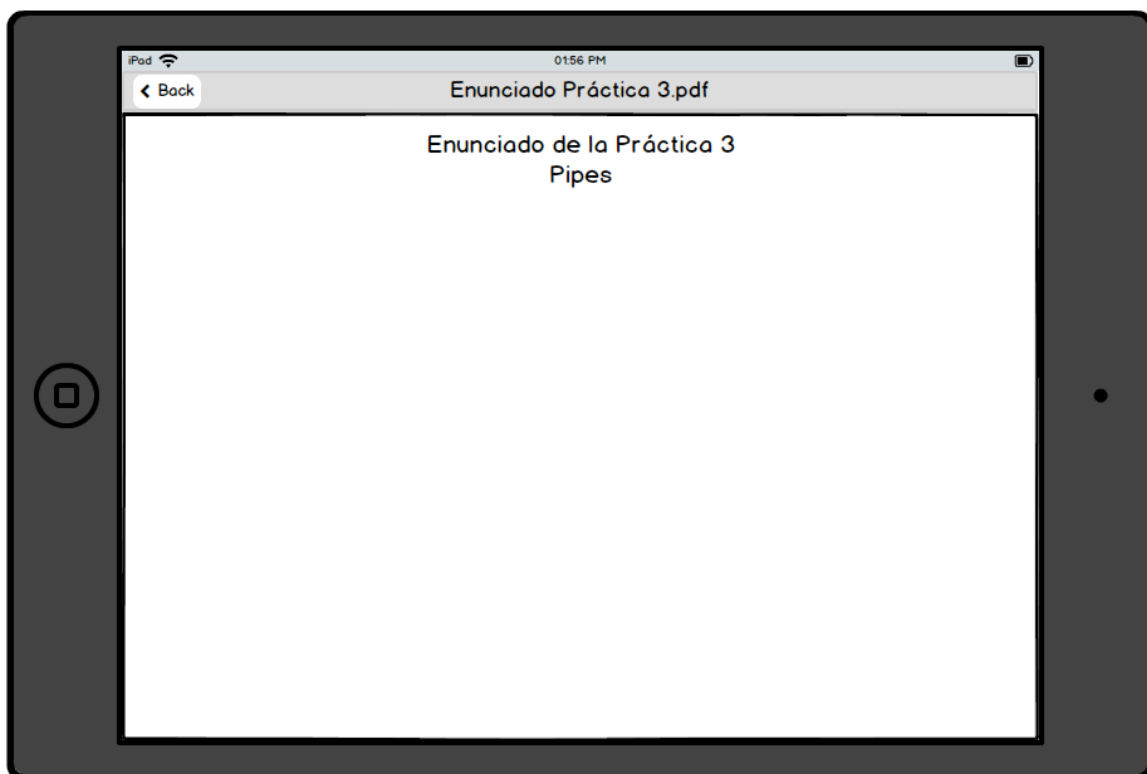 iPad
01:56 PM
Back
Enunciado Práctica 3.pdf
Enunciado de la Práctica 3
Pipes